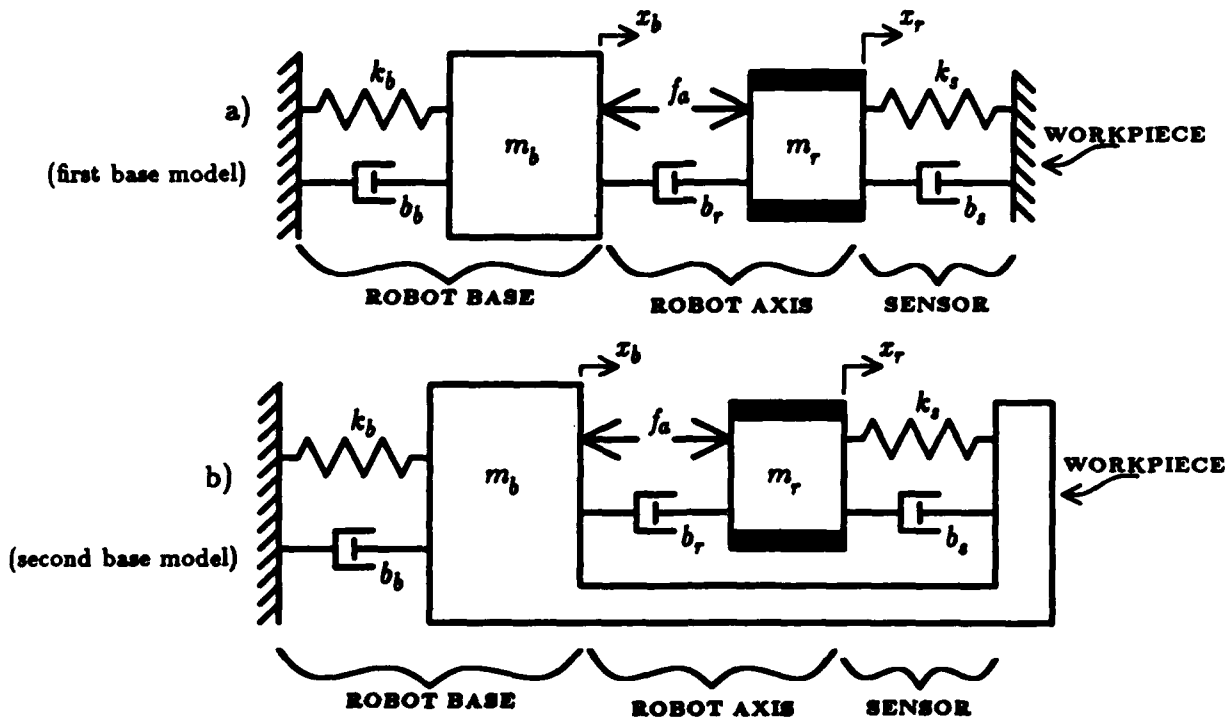 x_b x_r
k_b f_a k_s
a)
WORKPIECE
m_b m_r
(first base model)
b_b b_r b_s
ROBOT BASE ROBOT AXIS SENSOR
x_b x_r
k_b f_a k_s
b)
WORKPIECE
m_b m_r
(second base model)
b_b b_r b_s
ROBOT BASE ROBOT AXIS SENSOR